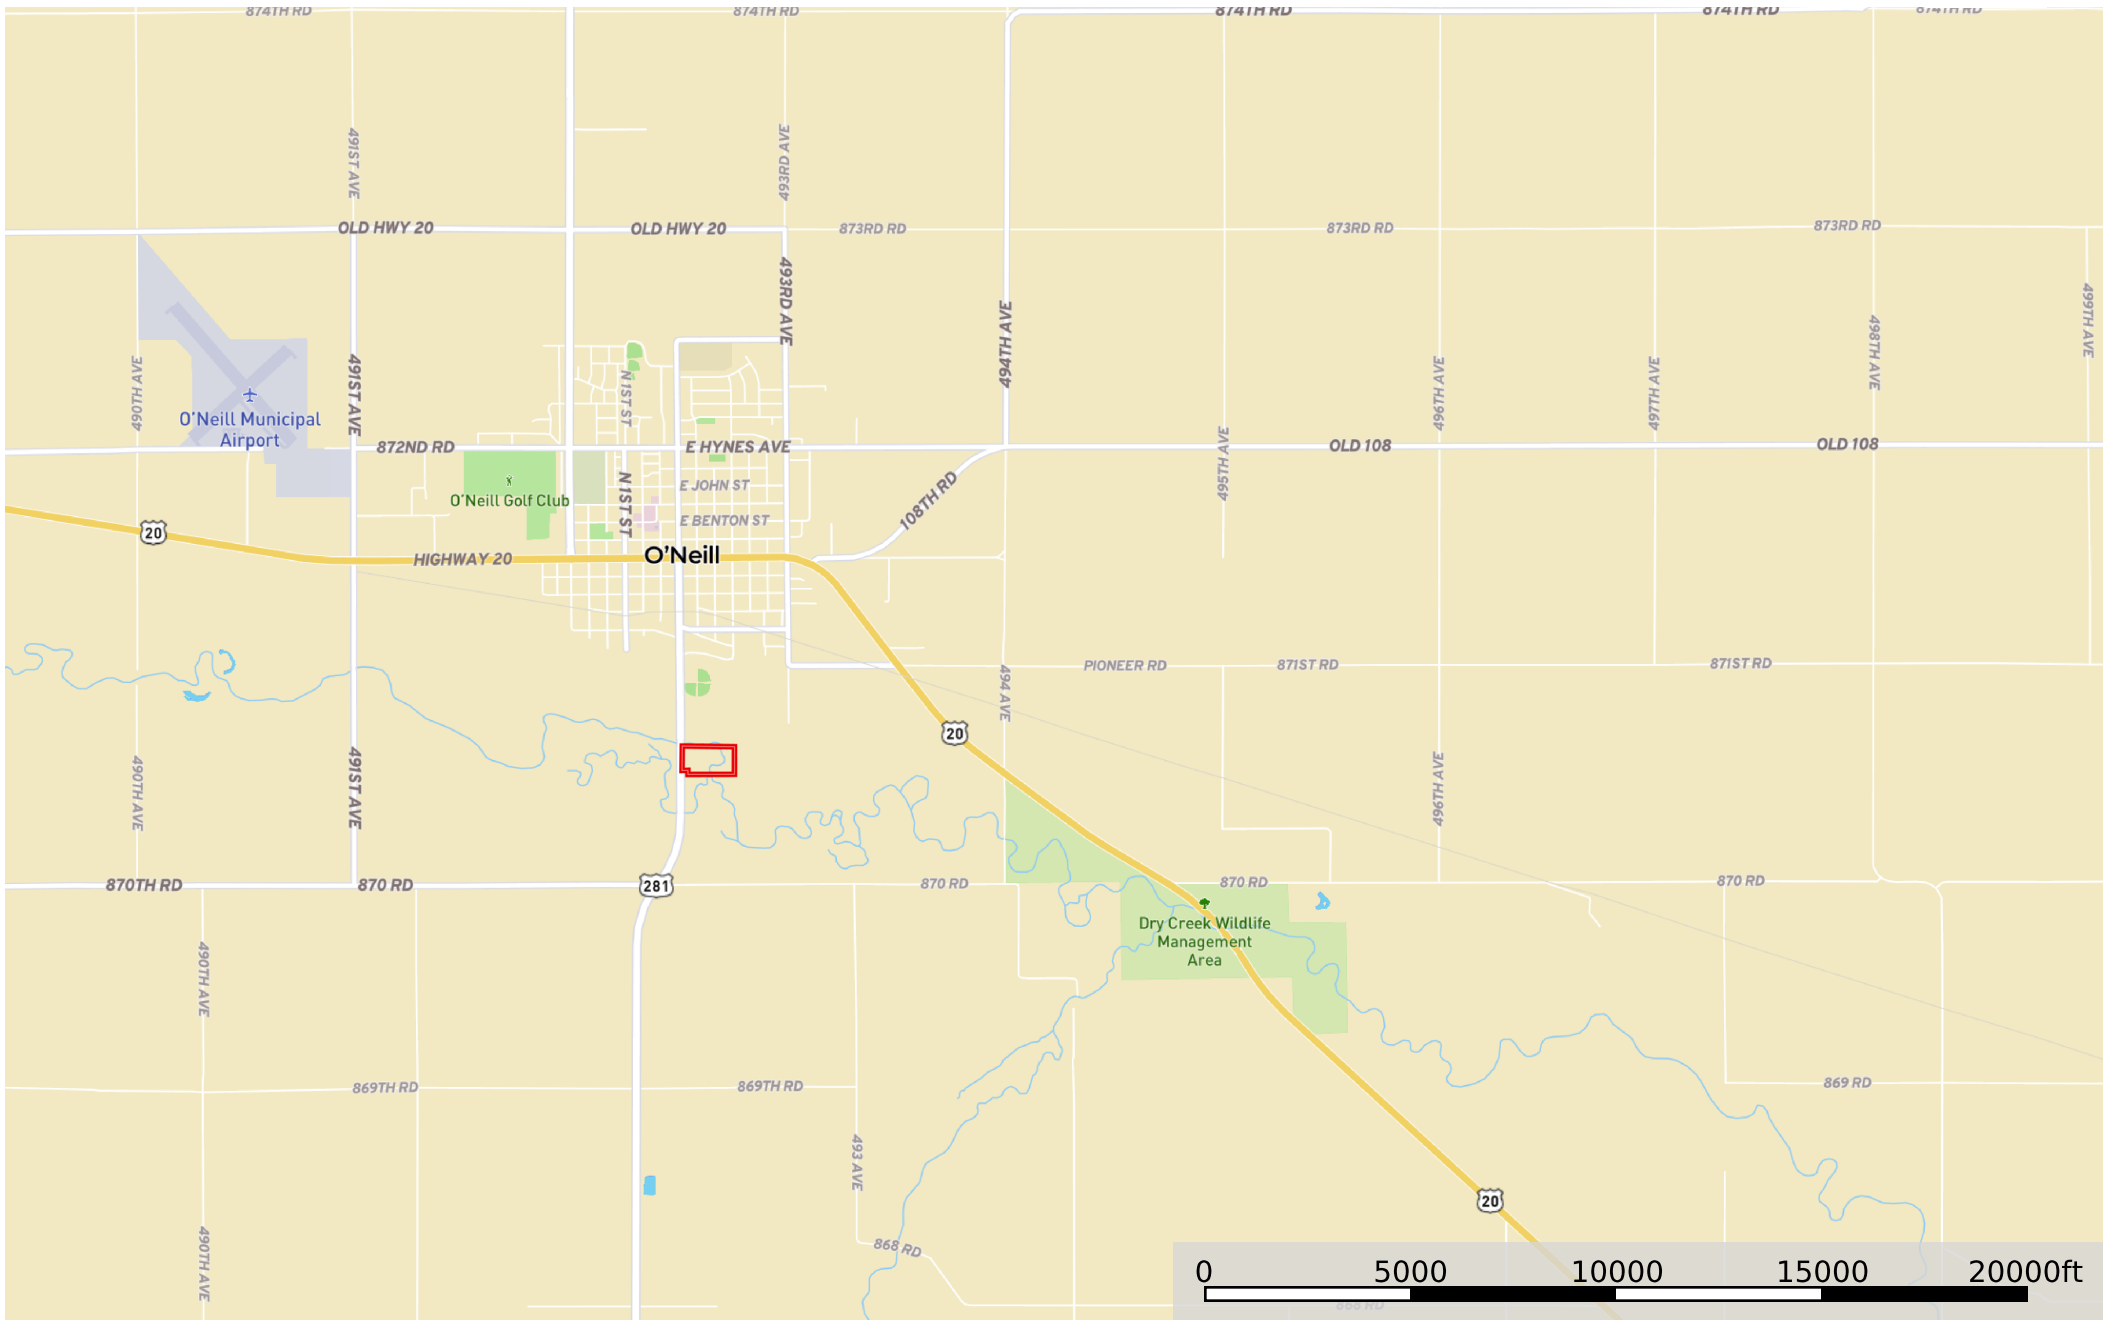 874TH RD
874TH RD
874TH RD
874TH RD
874TH RD
491ST AVE
493RD AVE
OLD HWY 20
OLD HWY 20
873RD RD
873RD RD
873RD RD
493RD AVE
494TH AVE
499TH AVE
498TH AVE
490TH AVE
491ST AVE
N 1ST ST
496TH AVE
497TH AVE
O'Neill Municipal
Airport
872ND RD
E HYNES AVE
OLD 108
OLD 108
495TH AVE
O'Neill Golf Club
N 1ST ST
E JOHN ST
108TH RD
E BENTON ST
20
HIGHWAY 20
O'Neill
PIONEER RD
871ST RD
871ST RD
494 AVE
20
490TH AVE
491ST AVE
496TH AVE
870TH RD
870 RD
281
870 RD
870 RD
870 RD
Dry Creek Wildlife
Management
Area
490TH AVE
869TH RD
869TH RD
869 RD
493 AVE
20
490TH AVE
868 RD
0 5000 10000 15000 20000ft
868 RD